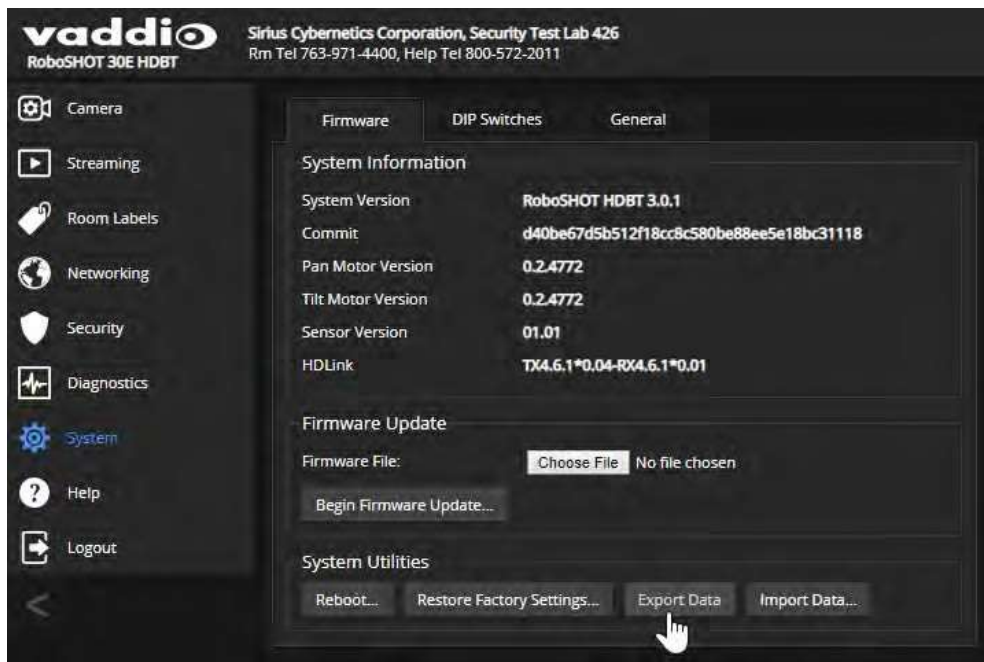 vaddio
RoboSHOT 30E HDBT
Sirius Cybernetics Corporation, Security Test Lab 426
Rm Tel 763-971-4400, Help Tel 800-572-2011
Camera
Streaming
Room Labels
Networking
Security
Diagnostics
System
Help
Logout
Firmware DIP Switches General
System Information
System Version RoboSHOT HDBT 3.0.1
Commit d40be67d5b512f18cc8c580be88ee5e18bc31118
Pan Motor Version 0.2.4772
Tilt Motor Version 0.2.4772
Sensor Version 01.01
HDLink TX4.6.1*0.04-RX4.6.1*0.01
Firmware Update
Firmware File: Choose File No file chosen
Begin Firmware Update...
System Utilities
Reboot... Restore Factory Settings... Export Data Import Data...